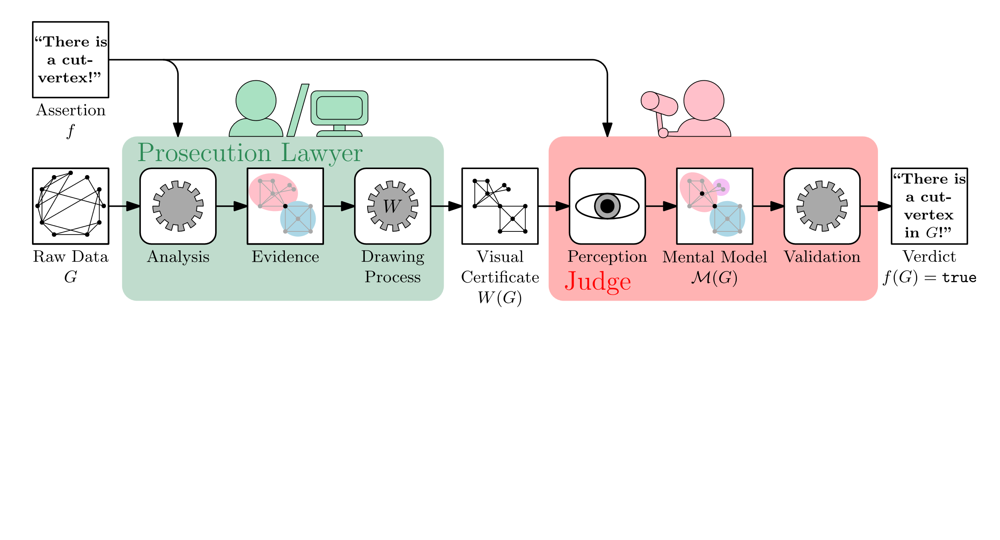 “There is
a cut-
vertex!”
Assertion
f
Prosecution Lawyer
Raw Data
G
Analysis
Evidence
W
Drawing
Process
Visual
Certificate
W(G)
Perception
Judge
Mental Model
M(G)
Validation
“There is
a cut-
vertex
in G!”
Verdict
f(G) = true